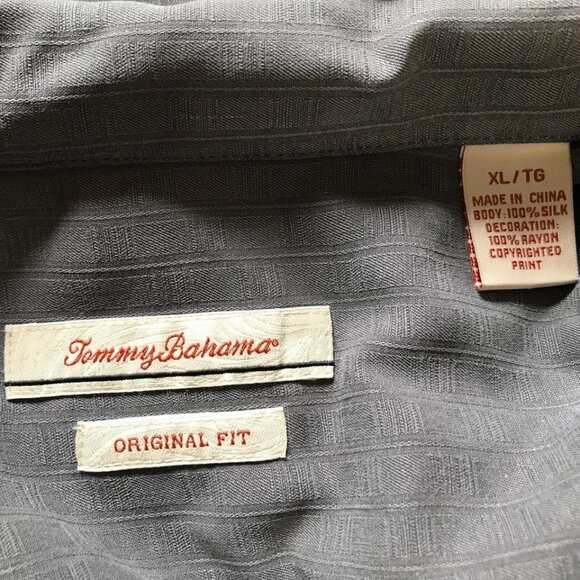 XL/TG
MADE IN CHINA
BODY:100%SILK
DECORATION:
100%RAYON
COPYRIGHTED
PRINT
Tommy Bahama®
ORIGINAL FIT